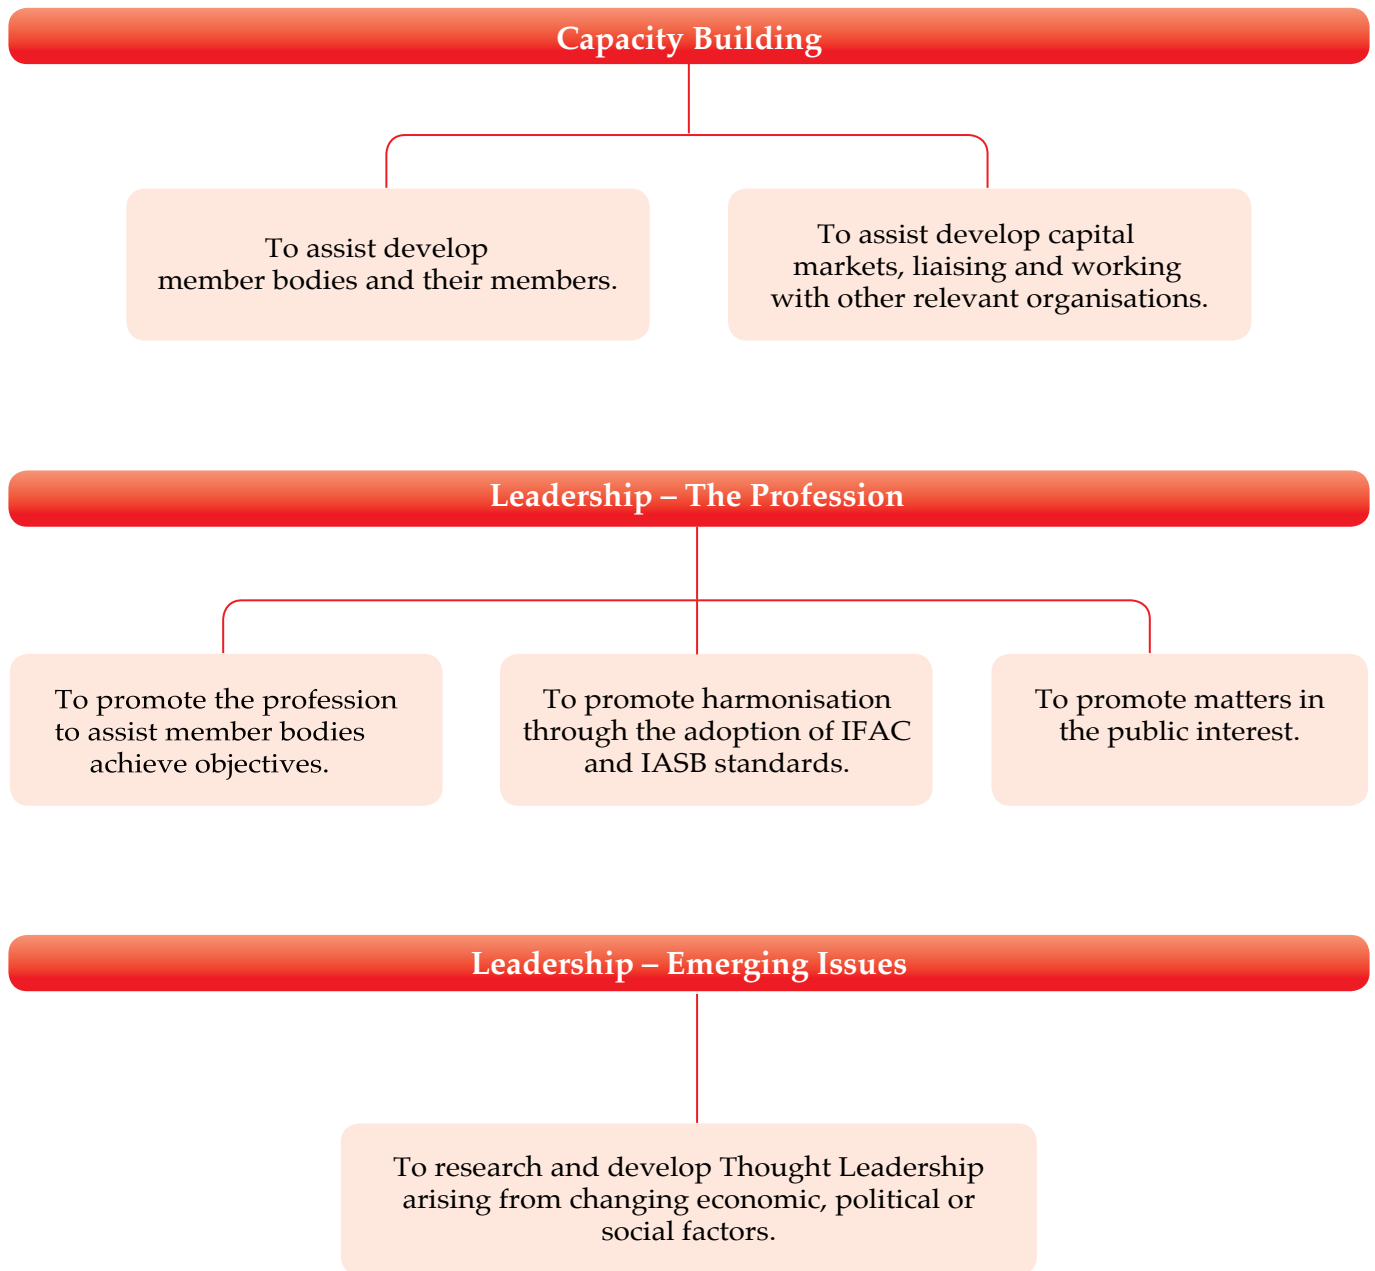 Capacity Building
To assist develop
member bodies and their members.
To assist develop capital
markets, liaising and working
with other relevant organisations.
Leadership – The Profession
To promote the profession
to assist member bodies
achieve objectives.
To promote harmonisation
through the adoption of IFAC
and IASB standards.
To promote matters in
the public interest.
Leadership – Emerging Issues
To research and develop Thought Leadership
arising from changing economic, political or
social factors.